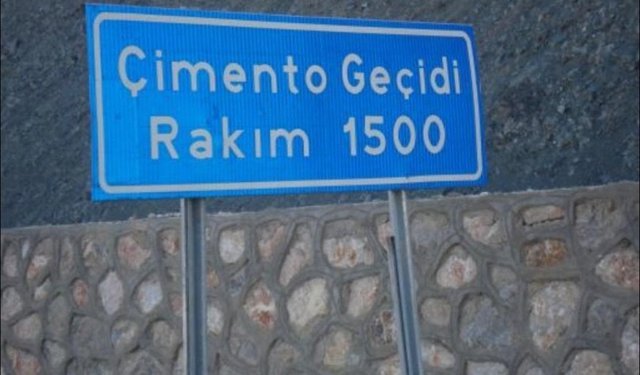 Çimento Geçidi
Rakım 1500